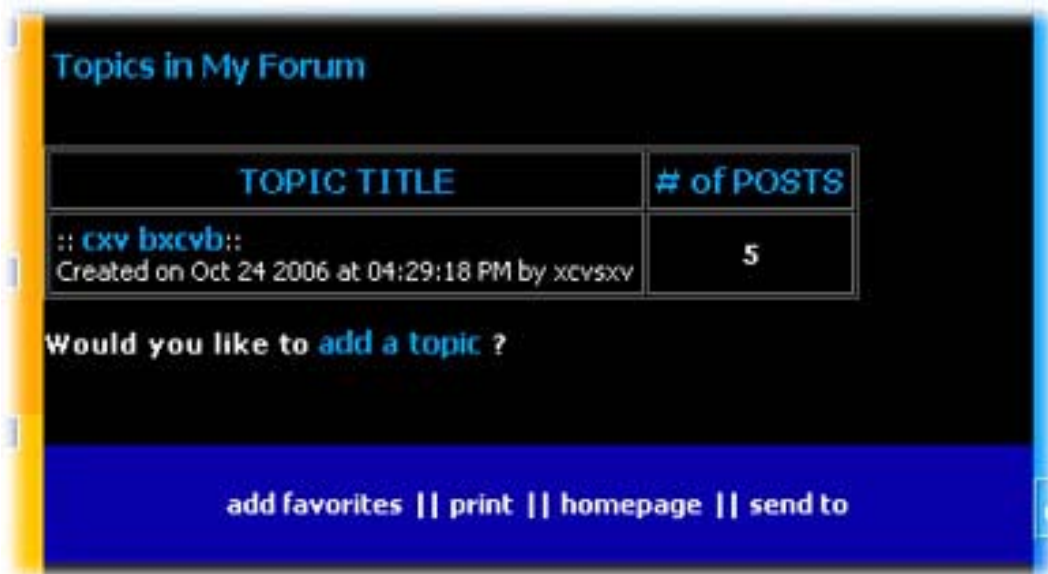 Topics in My Forum
TOPIC TITLE # of POSTS
:: cxv bxcvb::
Created on Oct 24 2006 at 04:29:18 PM by xcvsxv
5
Would you like to add a topic ?
add favorites || print || homepage || send to